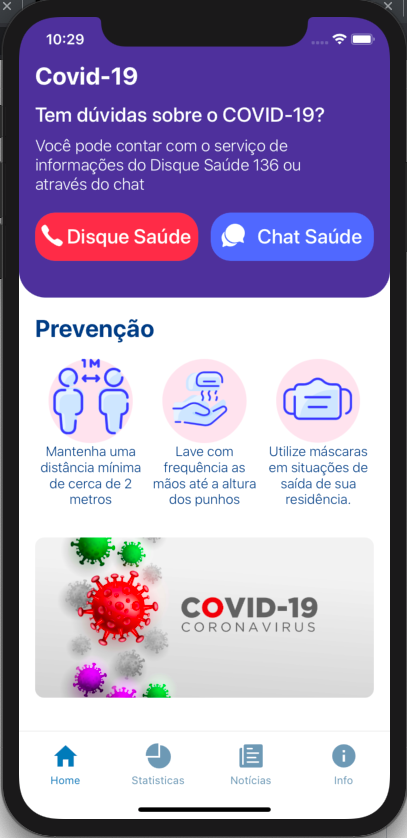 10:29
Covid-19
Tem dúvidas sobre o COVID-19?
Você pode contar com o serviço de
informações do Disque Saúde 136 ou
através do chat
Disque Saúde
Chat Saúde
Prevenção
1M
Mantenha uma
distância mínima
de cerca de 2
metros
Lave com
frequência as
mãos até a altura
dos punhos
Utilize máscaras
em situações de
saída de sua
residência.
COVID-19
CORONAVIRUS
Home
Statisticas
Notícias
Info